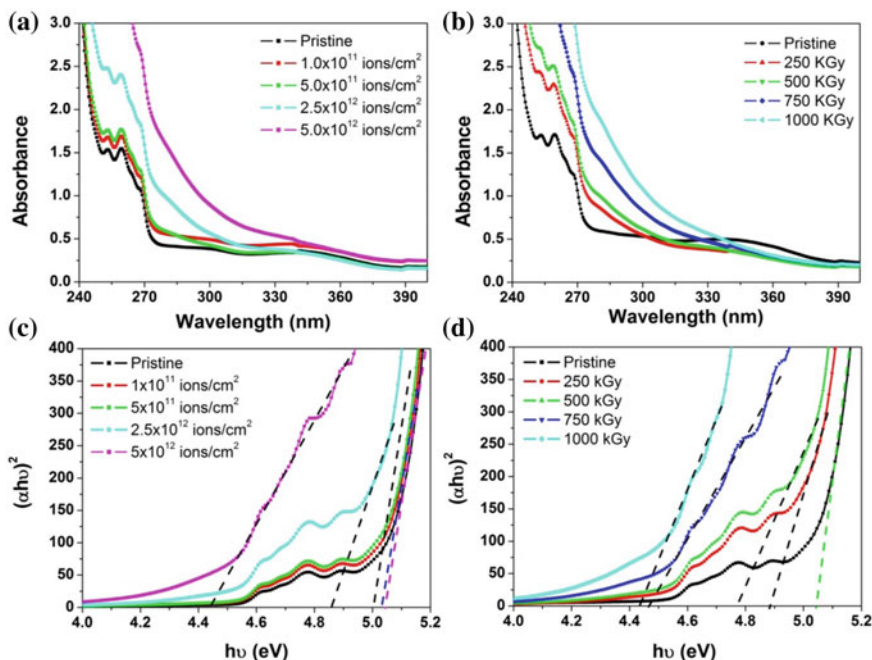 (a)
3.0
2.5
2.0
1.5
1.0
0.5
0.0
Absorbance
Pristine
1.0x10¹¹ ions/cm²
5.0x10¹¹ ions/cm²
2.5x10¹² ions/cm²
5.0x10¹² ions/cm²
240 270 300 330 360 390
Wavelength (nm)
(b)
3.0
2.5
2.0
1.5
1.0
0.5
0.0
Absorbance
Pristine
250 KGy
500 KGy
750 KGy
1000 KGy
240 270 300 330 360 390
Wavelength (nm)
(c)
400
350
300
250
200
150
100
50
0
(αhυ)²
Pristine
1x10¹¹ ions/cm²
5x10¹¹ ions/cm²
2.5x10¹² ions/cm²
5x10¹² ions/cm²
4.0 4.2 4.4 4.6 4.8 5.0 5.2
hυ (eV)
(d)
400
350
300
250
200
150
100
50
0
(αhυ)²
Pristine
250 kGy
500 kGy
750 kGy
1000 kGy
4.0 4.2 4.4 4.6 4.8 5.0 5.2
hυ (eV)